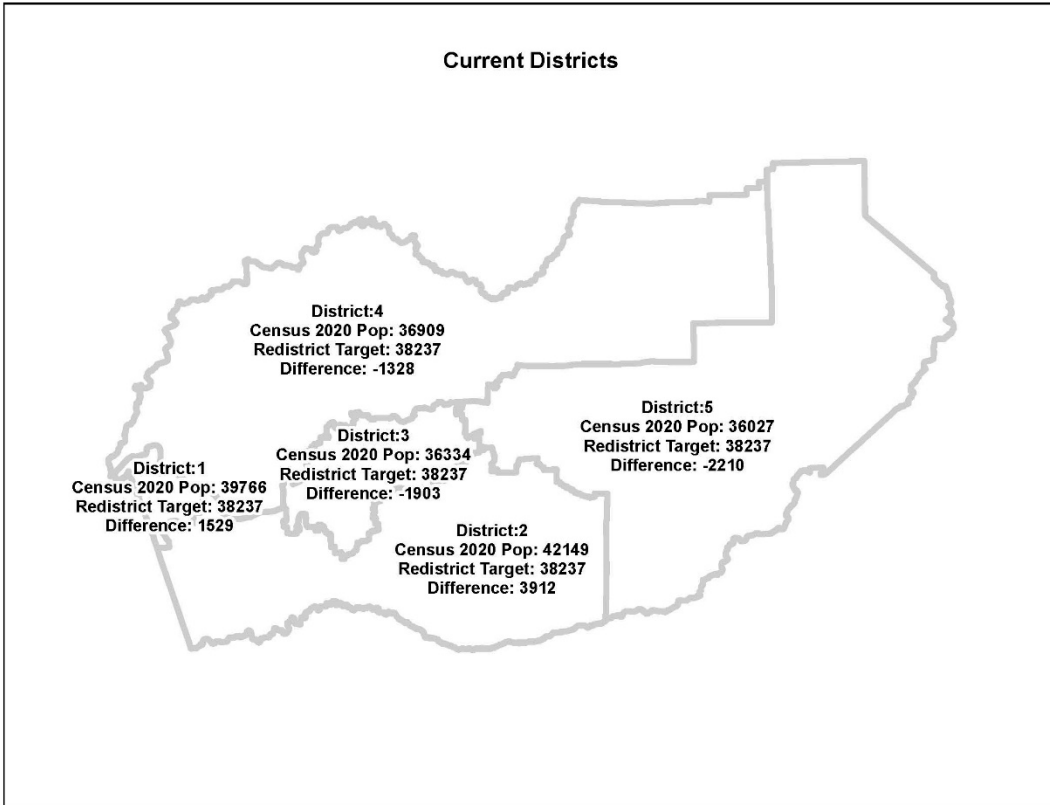 Current Districts
District:4
Census 2020 Pop: 36909
Redistrict Target: 38237
Difference: -1328
District:3
Census 2020 Pop: 36334
Redistrict Target: 38237
Difference: -1903
District:5
Census 2020 Pop: 36027
Redistrict Target: 38237
Difference: -2210
District:1
Census 2020 Pop: 39766
Redistrict Target: 38237
Difference: 1529
District:2
Census 2020 Pop: 42149
Redistrict Target: 38237
Difference: 3912